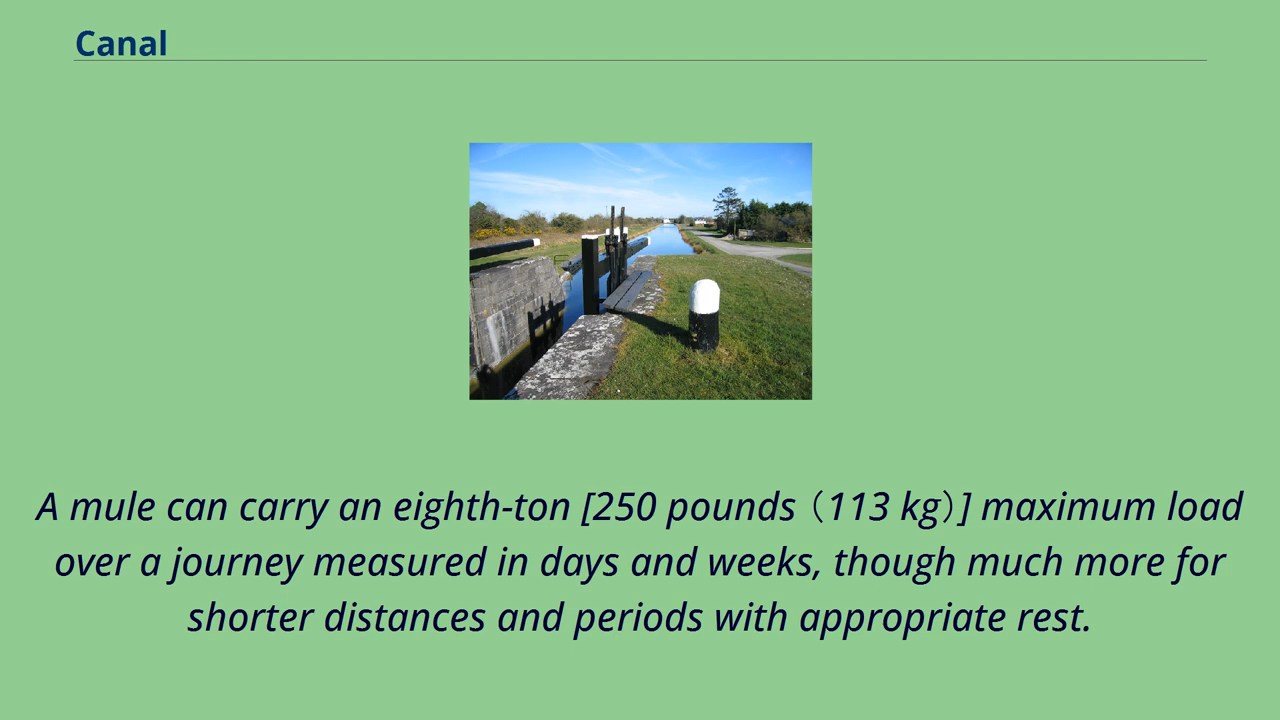 Canal
A mule can carry an eighth-ton [250 pounds（113 kg）] maximum load
over a journey measured in days and weeks, though much more for
shorter distances and periods with appropriate rest.